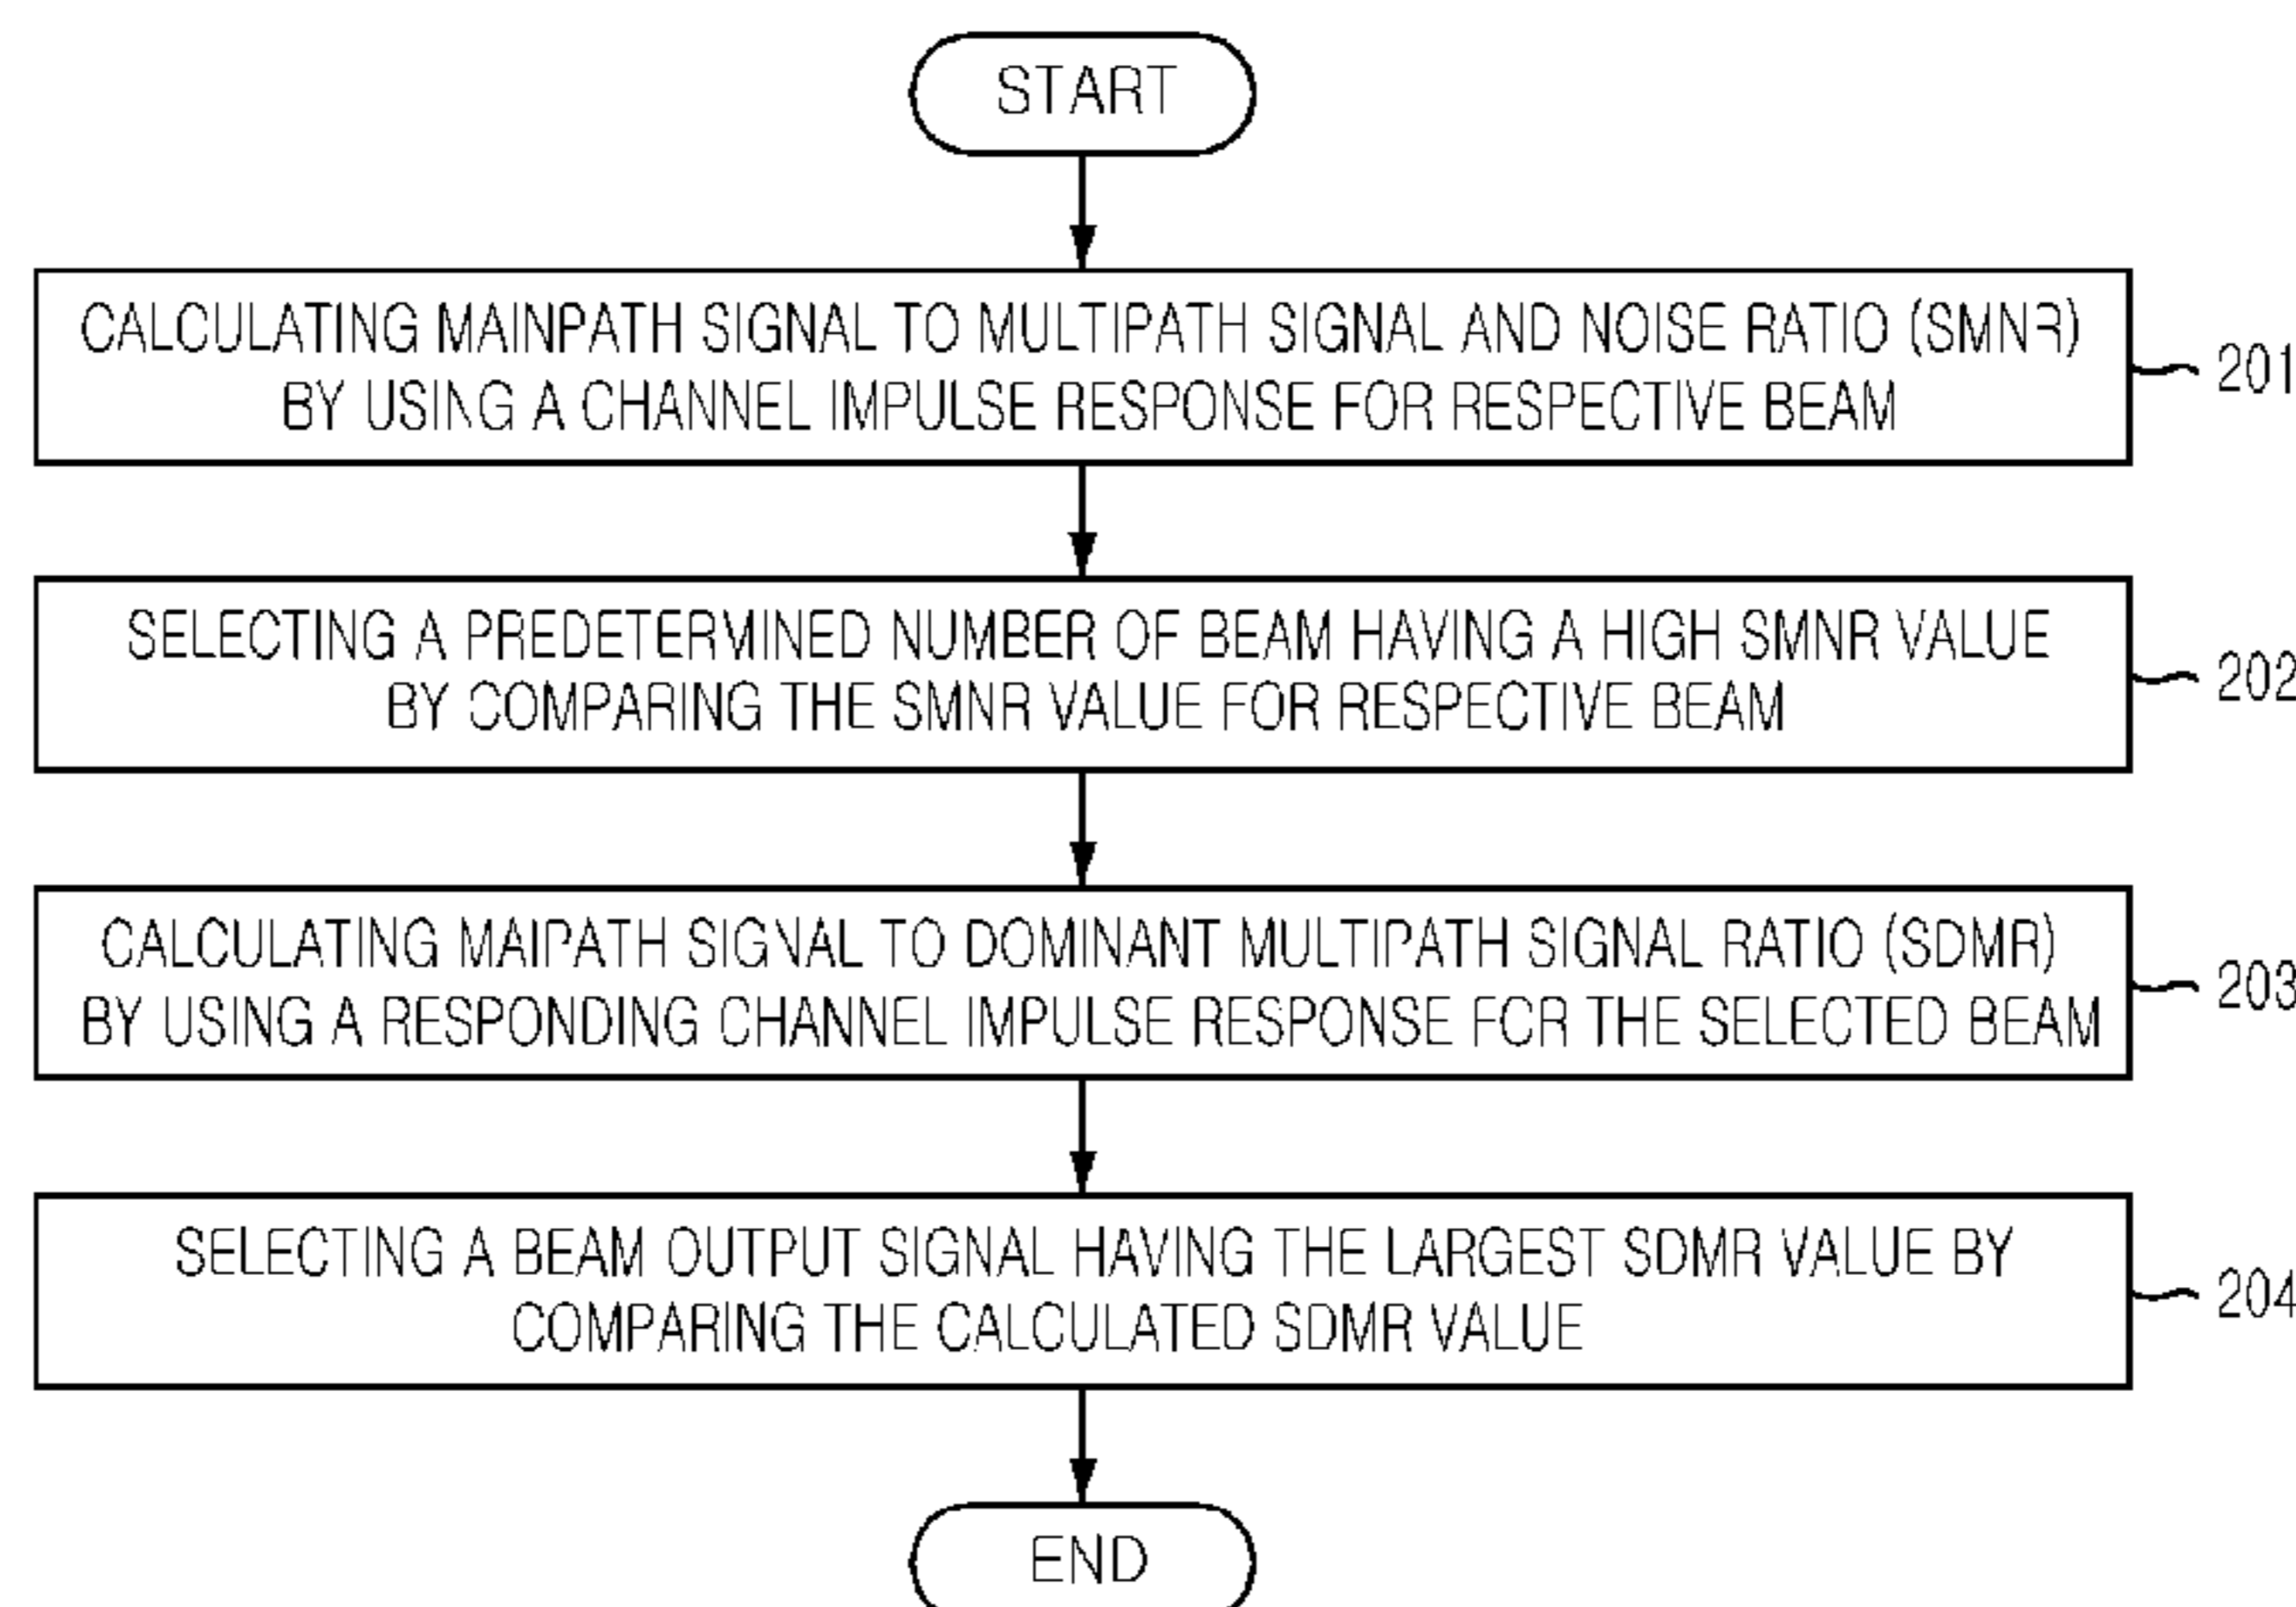 START
CALCULATING MAINPATH SIGNAL TO MULTIPATH SIGNAL AND NOISE RATIO (SMNR)
BY USING A CHANNEL IMPULSE RESPONSE FOR RESPECTIVE BEAM
201
SELECTING A PREDETERMINED NUMBER OF BEAM HAVING A HIGH SMNR VALUE
BY COMPARING THE SMNR VALUE FOR RESPECTIVE BEAM
202
CALCULATING MAIPATH SIGNAL TO DOMINANT MULTIPATH SIGNAL RATIO (SDMR)
BY USING A RESPONDING CHANNEL IMPULSE RESPONSE FOR THE SELECTED BEAM
203
SELECTING A BEAM OUTPUT SIGNAL HAVING THE LARGEST SDMR VALUE BY
COMPARING THE CALCULATED SDMR VALUE
204
END